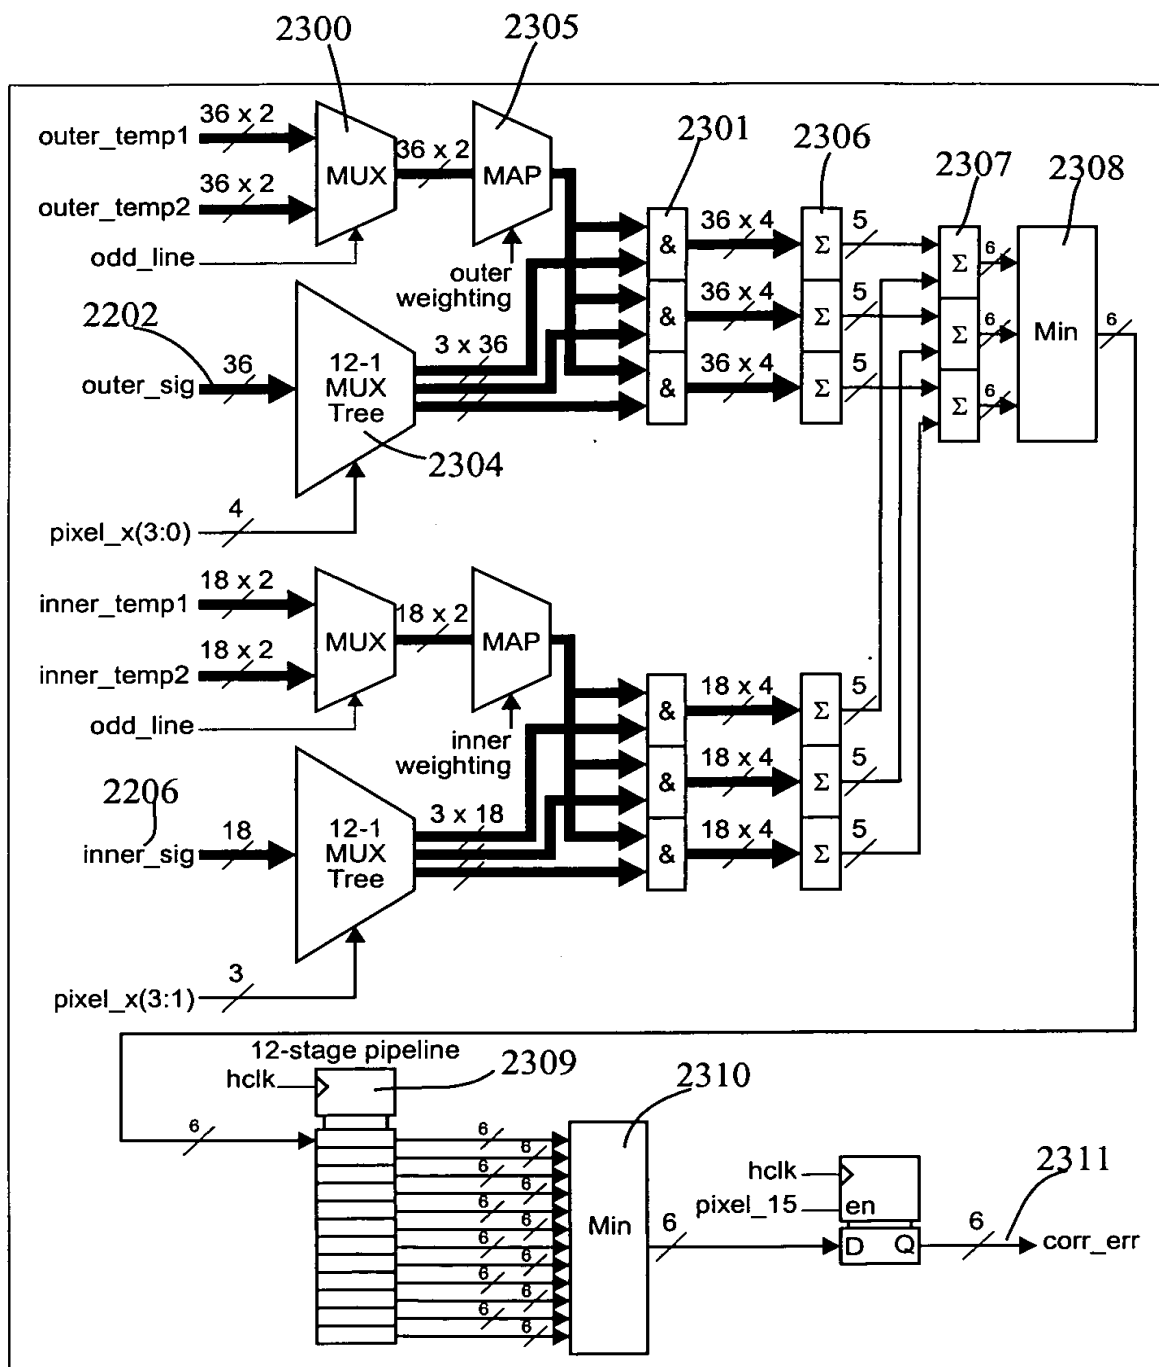 2300
2305
36 x 2
outer_temp1
2301
2306
2307
2308
36 x 2
outer_temp2
MUX
36 x 2
MAP
odd_line
outer
weighting
&
36 x 4
Σ
5
&
36 x 4
Σ
5
&
36 x 4
Σ
5
Σ
6
Σ
6
Σ
6
Min
6
2202
36
outer_sig
12-1
MUX
Tree
3 x 36
2304
4
pixel_x(3:0)
18 x 2
inner_temp1
18 x 2
inner_temp2
MUX
18 x 2
MAP
odd_line
inner
weighting
&
18 x 4
Σ
5
&
18 x 4
Σ
5
&
18 x 4
Σ
5
2206
18
inner_sig
12-1
MUX
Tree
3 x 18
3
pixel_x(3:1)
12-stage pipeline
hclk
2309
2310
6
6
6
6
6
6
6
6
6
6
6
6
6
Min
6
hclk
pixel_15
en
D Q
6
2311
corr_err